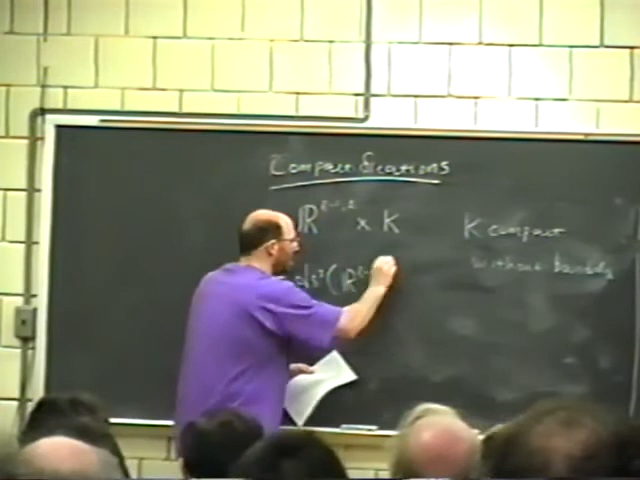 Compactifications
ℝ × K
K compact
without boundary
ds²(ℝ